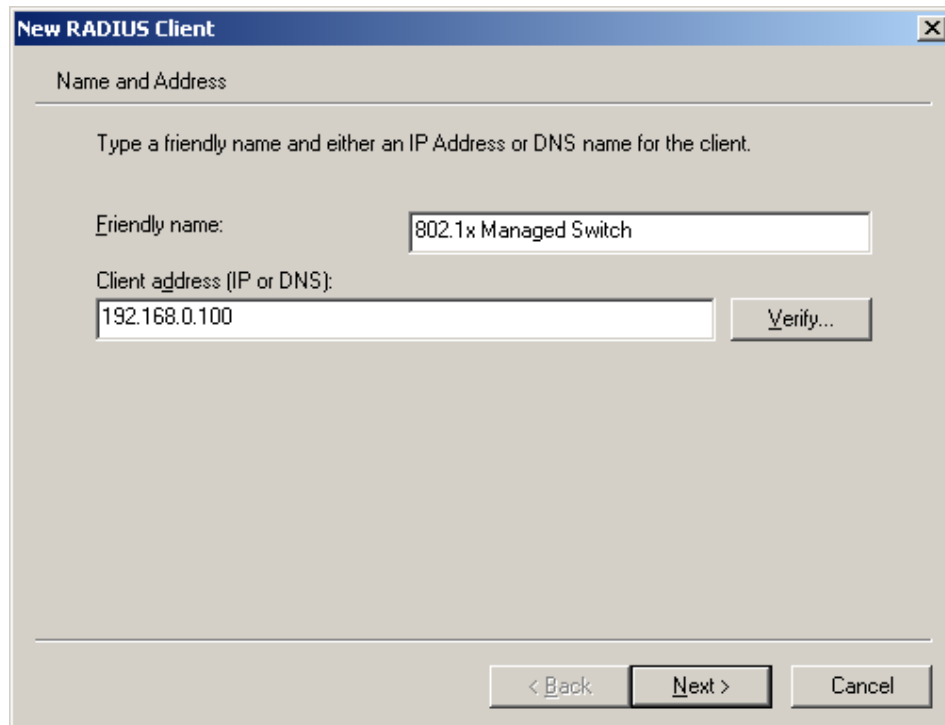 New RADIUS Client
Name and Address
Type a friendly name and either an IP Address or DNS name for the client.
Friendly name: 802.1x Managed Switch
Client address (IP or DNS):
192.168.0.100 Verify...
< Back Next > Cancel